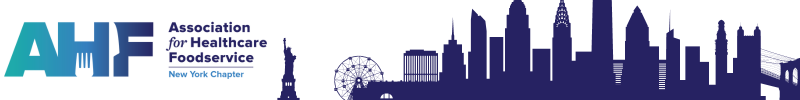 AHF
Association
for Healthcare
Foodservice
New York Chapter